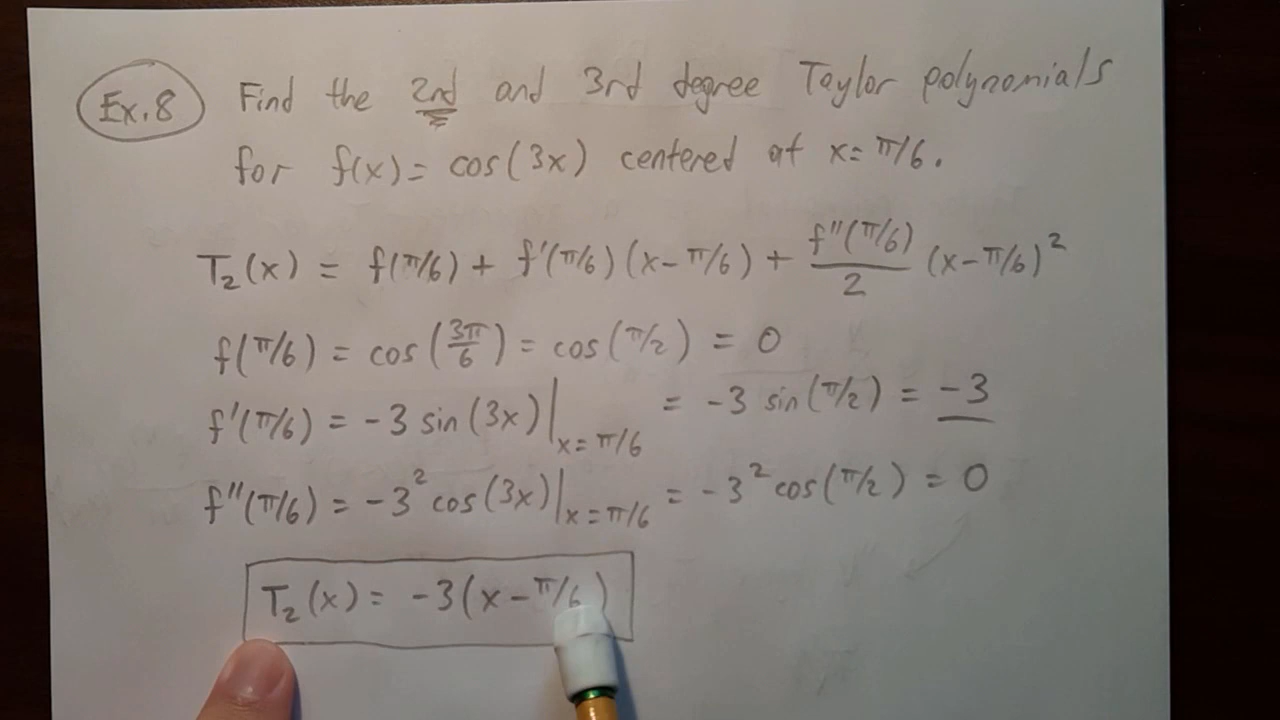 Ex. 8 Find the 2nd and 3rd degree Taylor polynomials
for f(x) = cos(3x) centered at x = π/6.
T₂(x) = f(π/6) + f'(π/6)(x - π/6) + f''(π/6)/2 (x - π/6)²
f(π/6) = cos(3π/6) = cos(π/2) = 0
f'(π/6) = -3 sin(3x)|x=π/6 = -3 sin(π/2) = -3
f''(π/6) = -3² cos(3x)|x=π/6 = -3² cos(π/2) = 0
T₂(x) = -3(x - π/6)